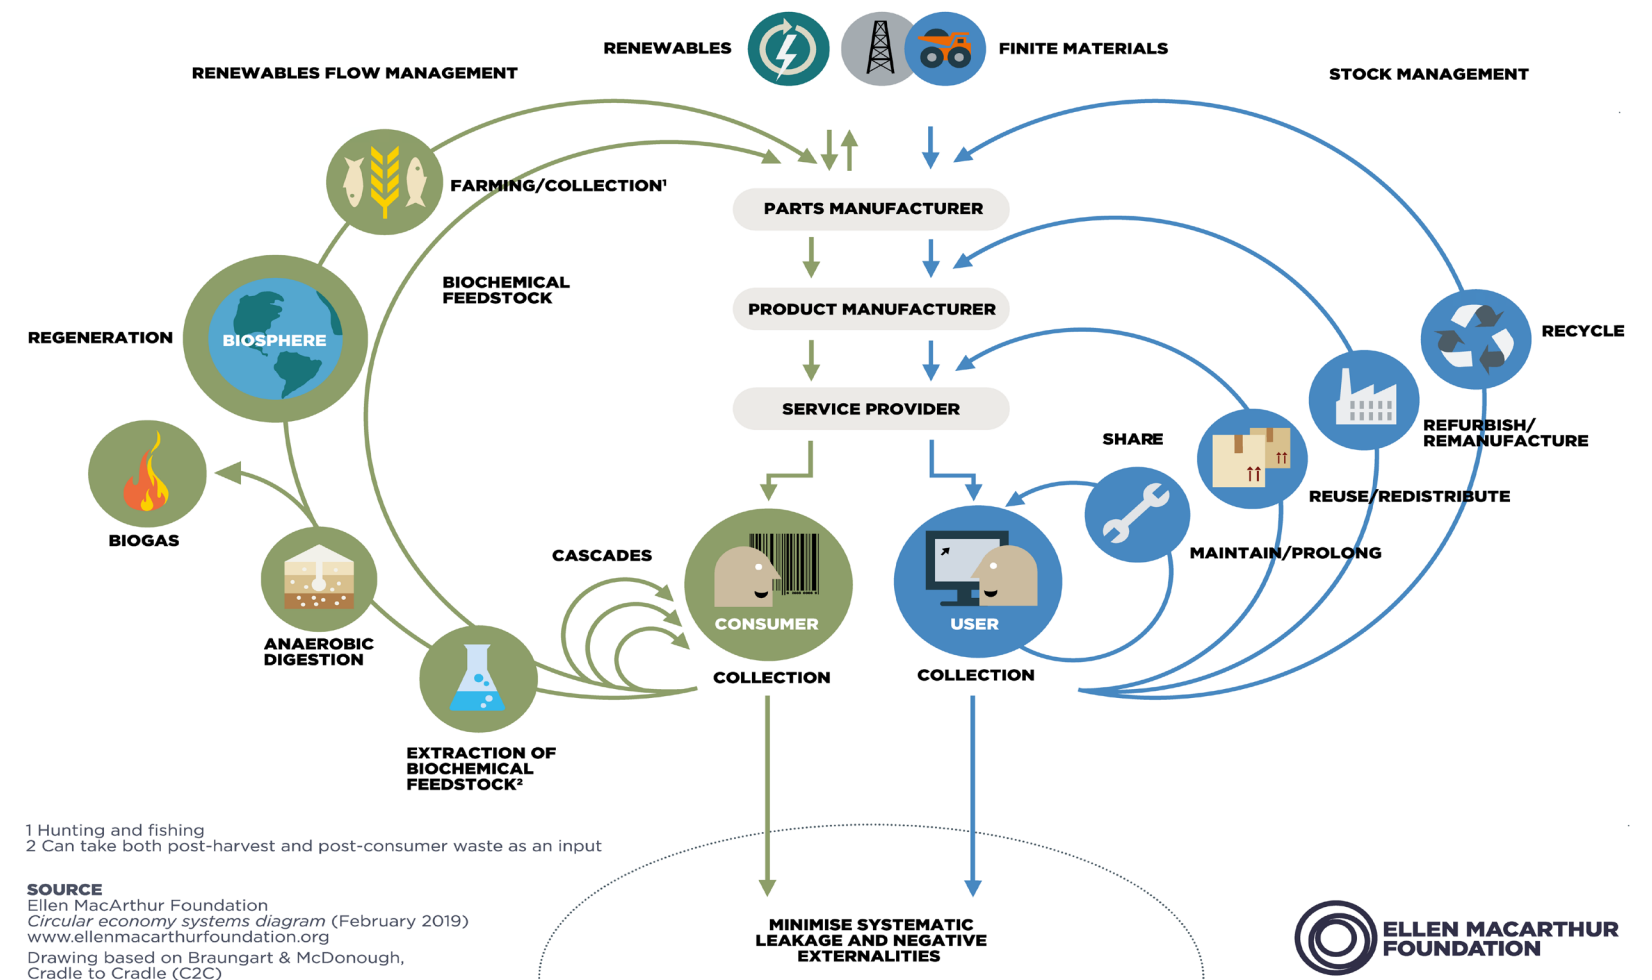 RENEWABLES
FINITE MATERIALS
RENEWABLES FLOW MANAGEMENT
STOCK MANAGEMENT
FARMING/COLLECTION¹
PARTS MANUFACTURER
BIOCHEMICAL
FEEDSTOCK
PRODUCT MANUFACTURER
REGENERATION
BIOSPHERE
RECYCLE
SERVICE PROVIDER
REFURBISH/
REMANUFACTURE
SHARE
REUSE/REDISTRIBUTE
BIOGAS
MAINTAIN/PROLONG
CASCADES
CONSUMER
USER
ANAEROBIC
DIGESTION
COLLECTION
COLLECTION
EXTRACTION OF
BIOCHEMICAL
FEEDSTOCK²
1 Hunting and fishing
2 Can take both post-harvest and post-consumer waste as an input
SOURCE
Ellen MacArthur Foundation
Circular economy systems diagram (February 2019)
www.ellenmacarthurfoundation.org
Drawing based on Braungart & McDonough,
Cradle to Cradle (C2C)
MINIMISE SYSTEMATIC
LEAKAGE AND NEGATIVE
EXTERNALITIES
ELLEN MACARTHUR
FOUNDATION